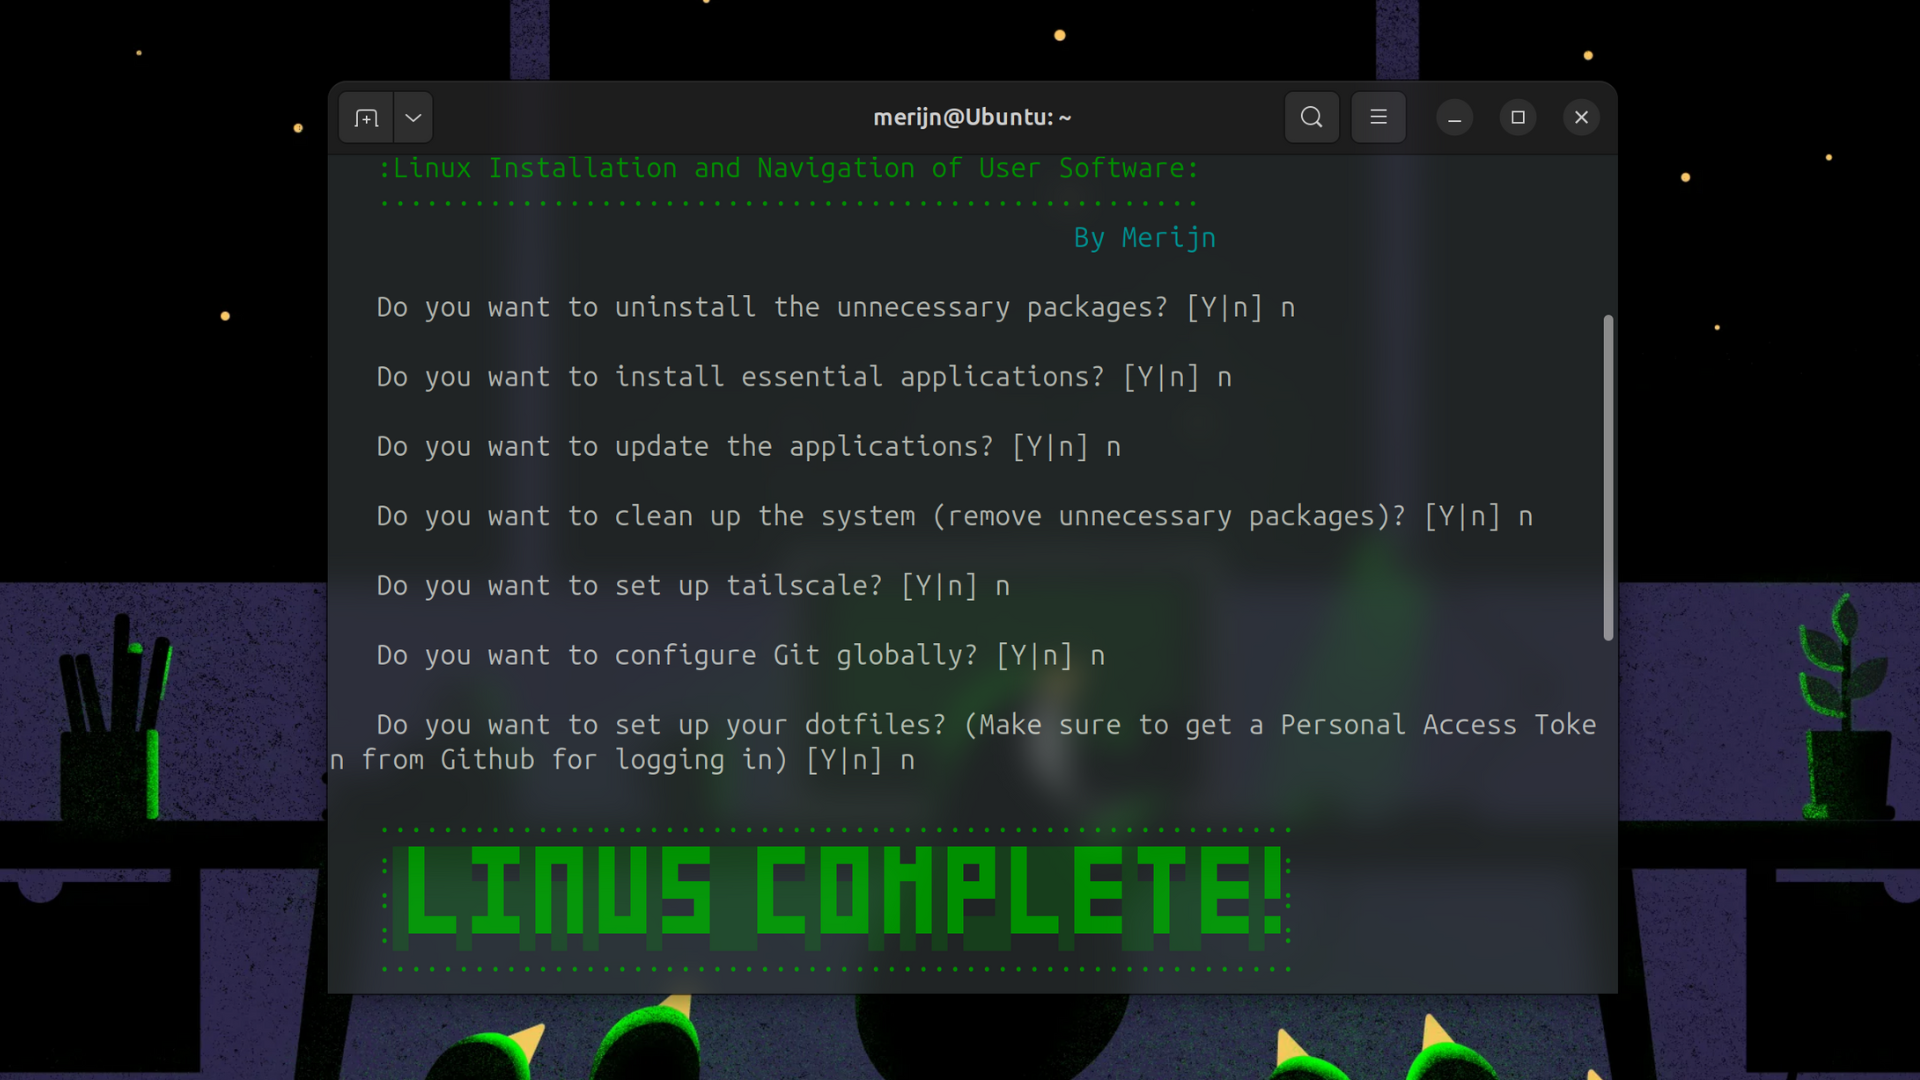 merijn@Ubuntu: ~
:Linux Installation and Navigation of User Software:
By Merijn
Do you want to uninstall the unnecessary packages? [Y|n] n
Do you want to install essential applications? [Y|n] n
Do you want to update the applications? [Y|n] n
Do you want to clean up the system (remove unnecessary packages)? [Y|n] n
Do you want to set up tailscale? [Y|n] n
Do you want to configure Git globally? [Y|n] n
Do you want to set up your dotfiles? (Make sure to get a Personal Access Toke
n from Github for logging in) [Y|n] n
LINUS COMPLETE!